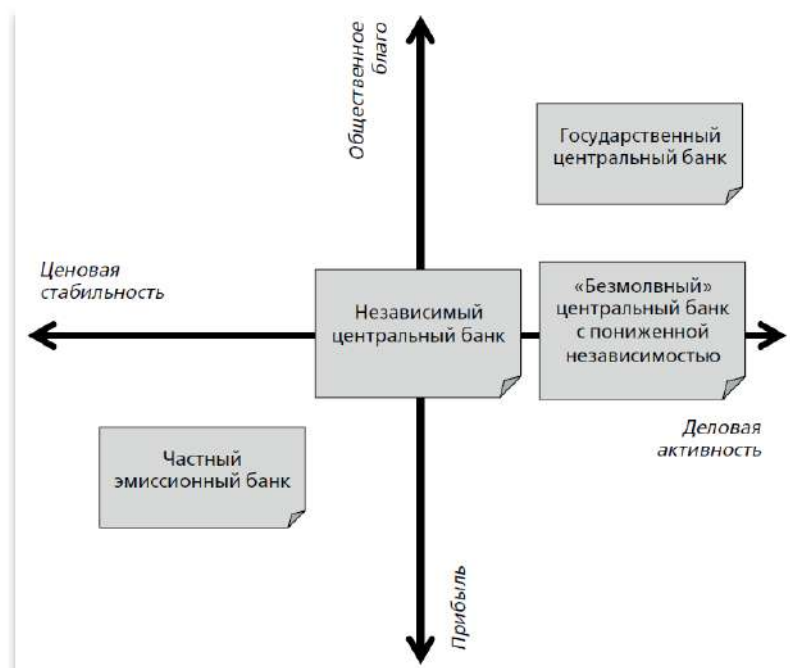 Общественное
благо
Государственный
центральный банк
Ценовая
стабильность
Независимый
центральный банк
«Безмолвный»
центральный банк
с пониженной
независимостью
Деловая
активность
Частный
эмиссионный банк
Прибыль